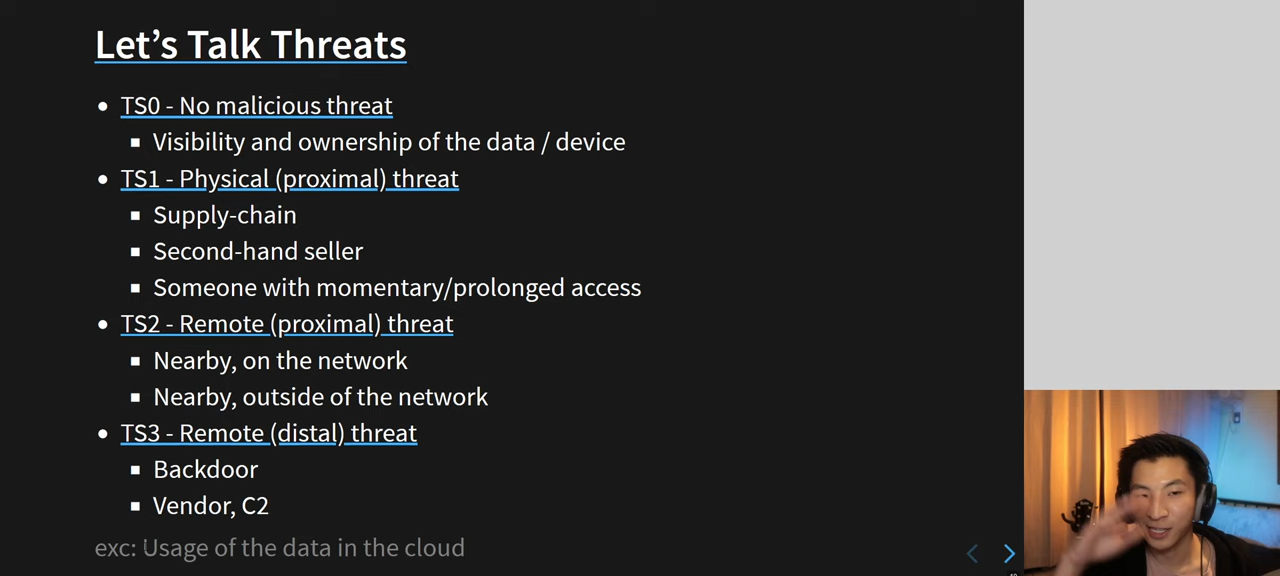 Let's Talk Threats
TS0 - No malicious threat
Visibility and ownership of the data / device
TS1 - Physical (proximal) threat
Supply-chain
Second-hand seller
Someone with momentary/prolonged access
TS2 - Remote (proximal) threat
Nearby, on the network
Nearby, outside of the network
TS3 - Remote (distal) threat
Backdoor
Vendor, C2
exc: Usage of the data in the cloud